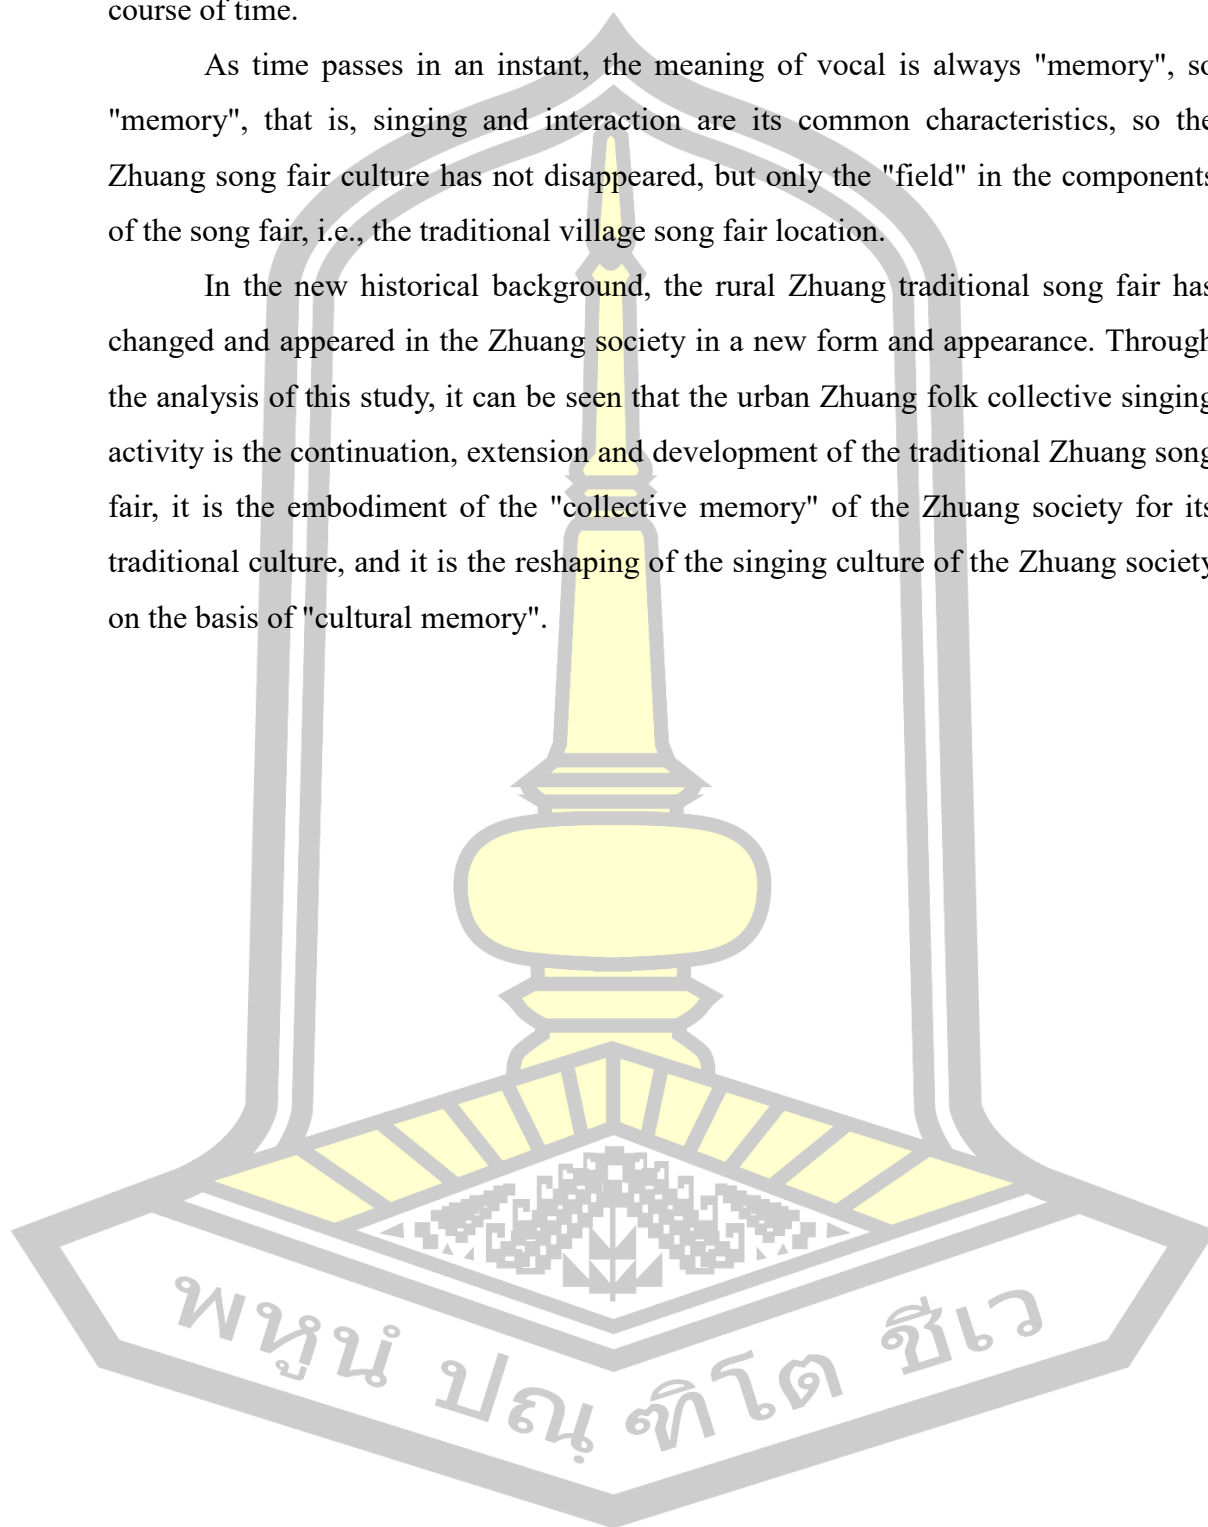 course of time.
As time passes in an instant, the meaning of vocal is always "memory", so
"memory", that is, singing and interaction are its common characteristics, so the
Zhuang song fair culture has not disappeared, but only the "field" in the components
of the song fair, i.e., the traditional village song fair location.
In the new historical background, the rural Zhuang traditional song fair has
changed and appeared in the Zhuang society in a new form and appearance. Through
the analysis of this study, it can be seen that the urban Zhuang folk collective singing
activity is the continuation, extension and development of the traditional Zhuang song
fair, it is the embodiment of the "collective memory" of the Zhuang society for its
traditional culture, and it is the reshaping of the singing culture of the Zhuang society
on the basis of "cultural memory".
พหูนํ ปณฺฑิโต ชีเว